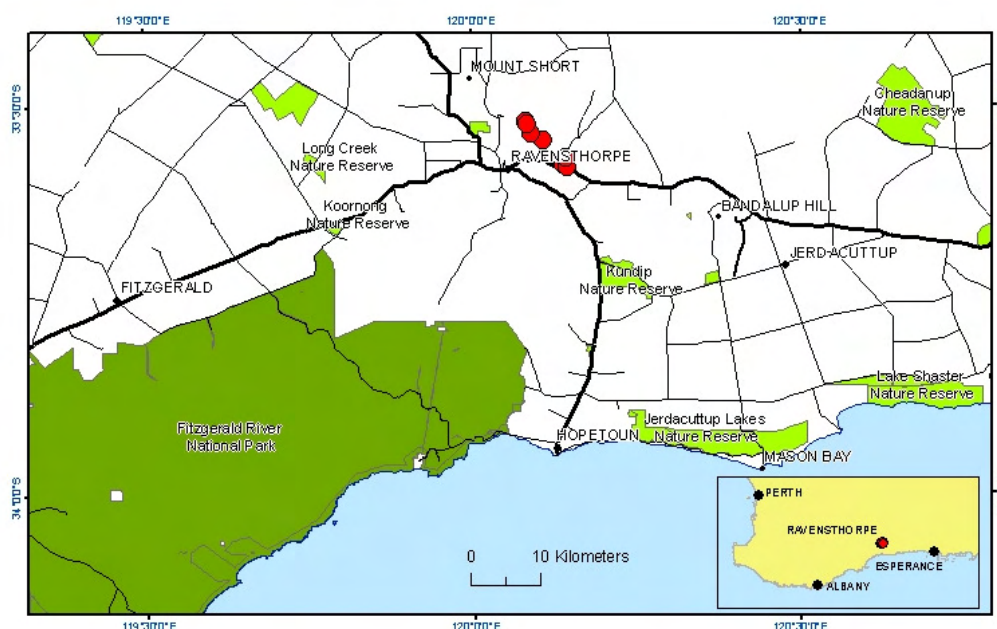 119°30'0"E
120°0'0"E
120°30'0"E
33°30'0"S
MOUNT SHORT
Cheadanup
Nature Reserve
Long Creek
Nature Reserve
RAVENSTHORPE
Koornong
Nature Reserve
BANDALUP HILL
JERDACUTTUP
Kundip
Nature Reserve
FITZGERALD
Lake Shaster
Nature Reserve
Jerdacuttup Lakes
Nature Reserve
Fitzgerald River
National Park
HOPETOUN
MASON BAY
34°0'0"S
0 10 Kilometers
PERTH
RAVENSTHORPE
ESPERANCE
ALBANY
119°30'0"E
120°0'0"E
120°30'0"E